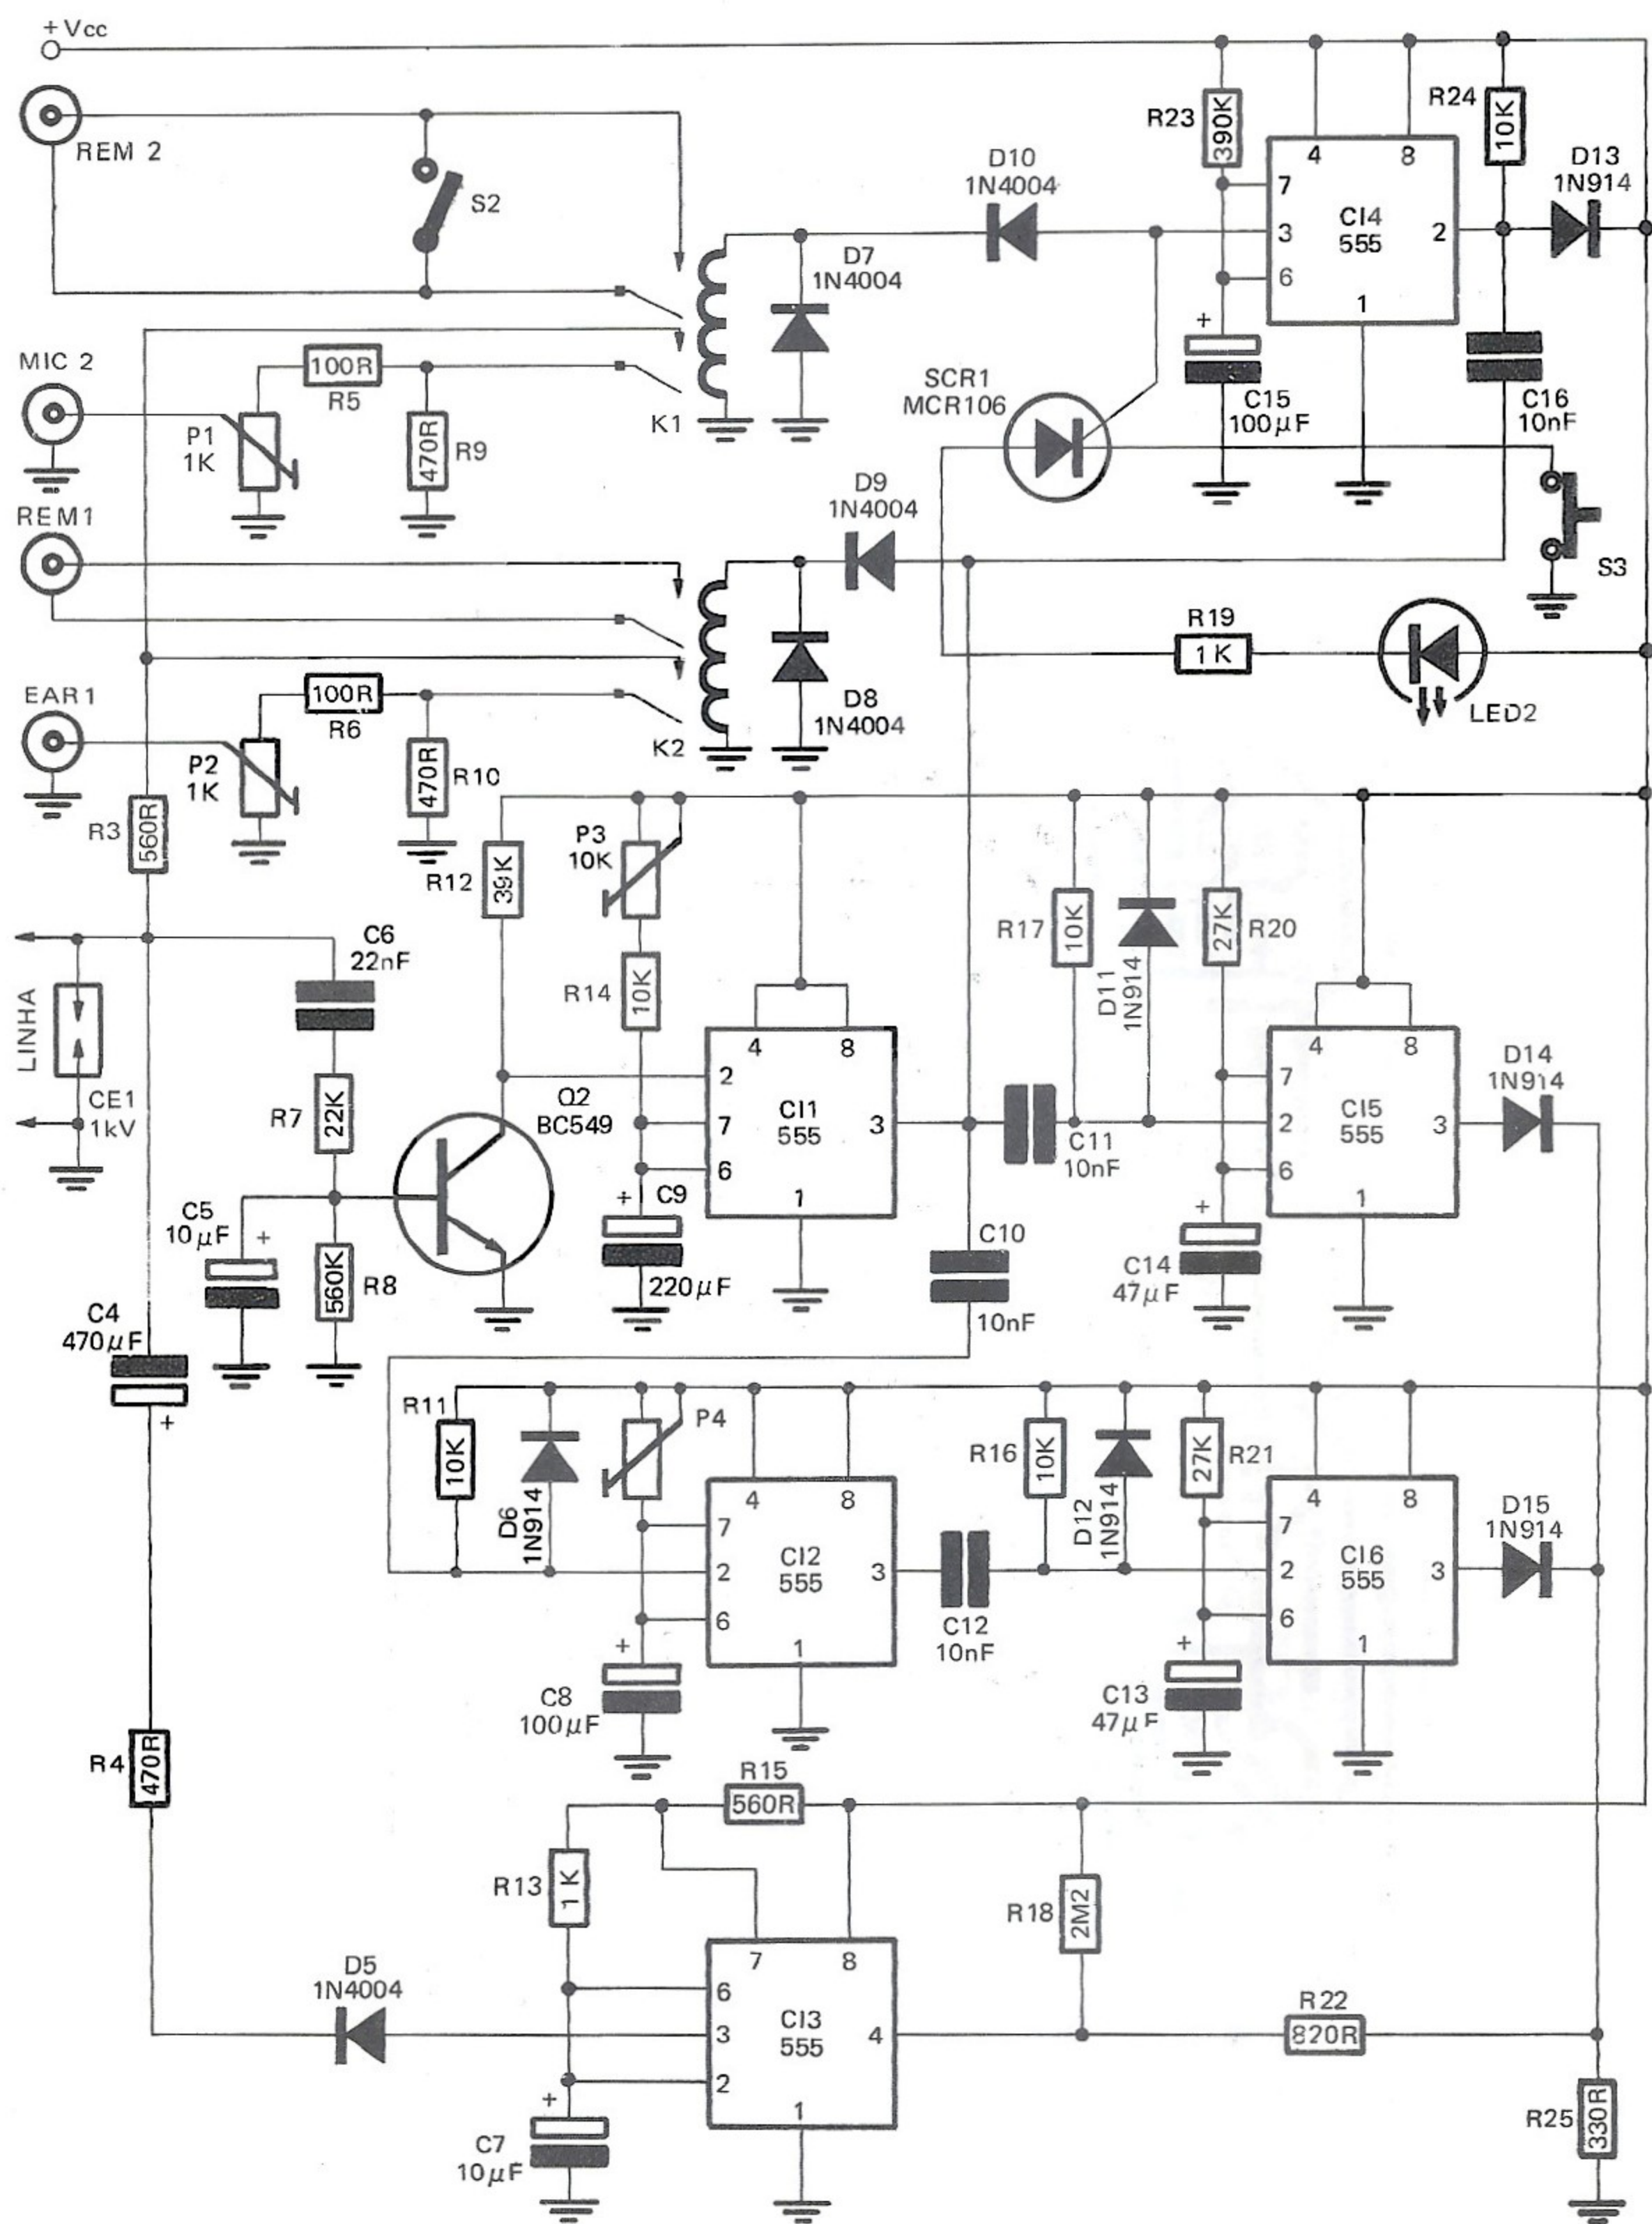 + Vcc
REM 2
S2
R23
390K
R24
10K
4
8
7
3
6
2
1
CI4
555
D13
1N914
D10
1N4004
D7
1N4004
MIC 2
100R
R5
P1
1K
470R
R9
K1
SCR1
MCR106
+
C15
100µF
C16
10nF
S3
REM1
D9
1N4004
R19
1K
LED2
EAR1
100R
R6
P2
1K
470R
R10
K2
D8
1N4004
R3
560R
R12
39K
P3
10K
R14
10K
R17
10K
D11
1N914
27K
R20
LINHA
CE1
1kV
C6
22nF
R7
22K
Q2
BC549
4
8
2
7
6
3
1
CI1
555
C11
10nF
4
8
7
2
6
3
1
CI5
555
D14
1N914
C5
10µF
+
560K
R8
+
C9
220µF
C10
10nF
+
C14
47µF
C4
470µF
+
R11
10K
D6
1N914
P4
4
8
7
2
6
3
1
CI2
555
R16
10K
D12
1N914
27K
R21
4
8
7
2
6
3
1
CI6
555
D15
1N914
C12
10nF
+
C8
100µF
+
C13
47µF
R4
470R
R15
560R
R13
1K
R18
2M2
D5
1N4004
7
8
6
3
2
4
1
CI3
555
R22
820R
+
C7
10µF
R25
330R